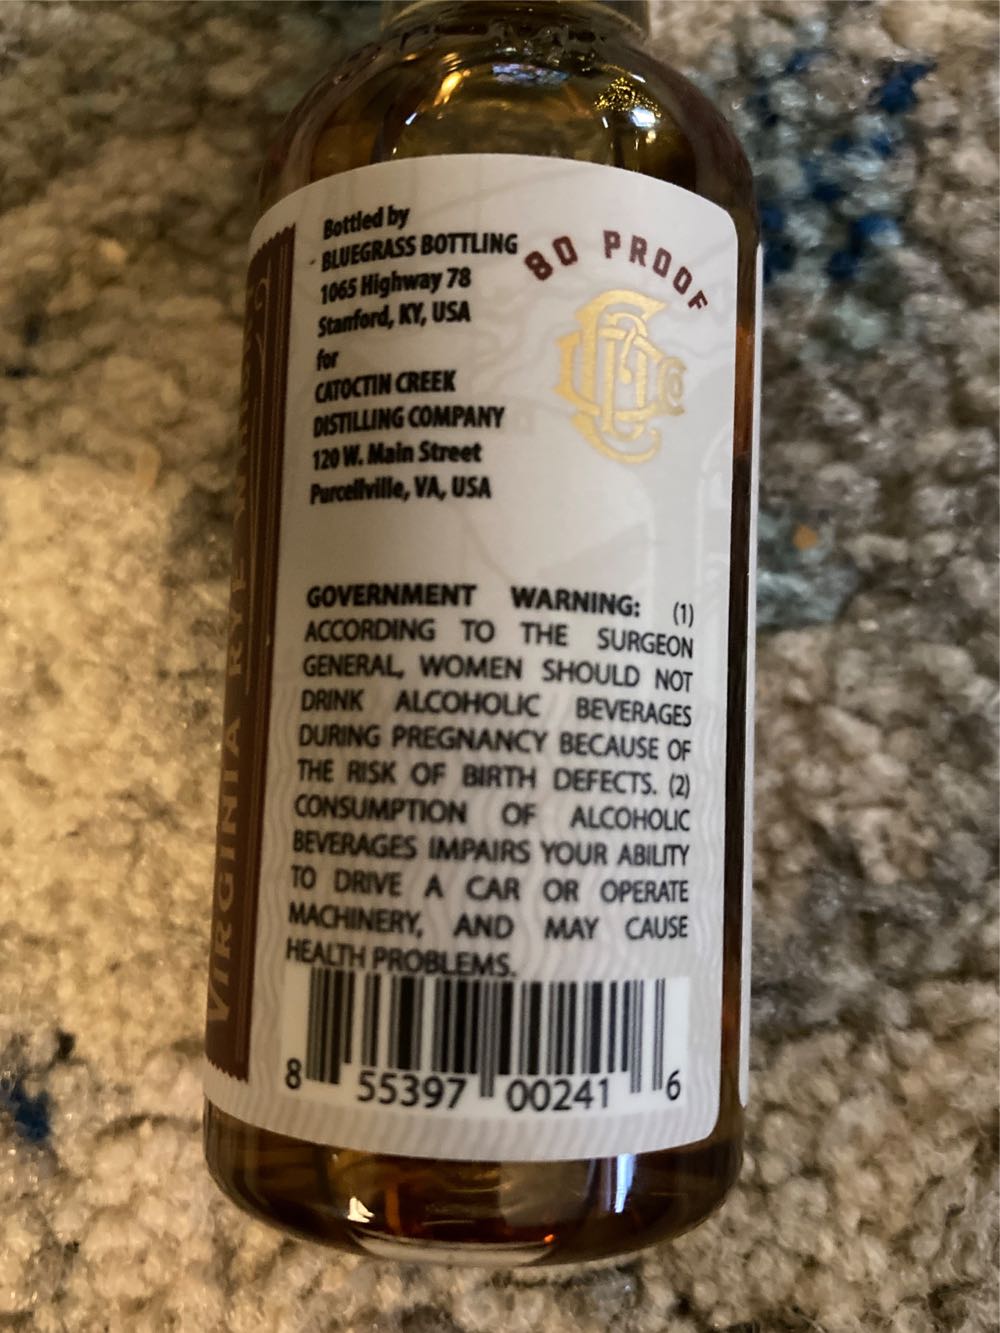 Bottled by
BLUEGRASS BOTTLING
1065 Highway 78
Stanford, KY, USA
for
CATOCTIN CREEK
DISTILLING COMPANY
120 W. Main Street
Purcellville, VA, USA
80 PROOF
Co
GOVERNMENT WARNING: (1)
ACCORDING TO THE SURGEON
GENERAL, WOMEN SHOULD NOT
DRINK ALCOHOLIC BEVERAGES
DURING PREGNANCY BECAUSE OF
THE RISK OF BIRTH DEFECTS. (2)
CONSUMPTION OF ALCOHOLIC
BEVERAGES IMPAIRS YOUR ABILITY
TO DRIVE A CAR OR OPERATE
MACHINERY, AND MAY CAUSE
HEALTH PROBLEMS.
8 55397 00241 6
VIRGINIA RYE